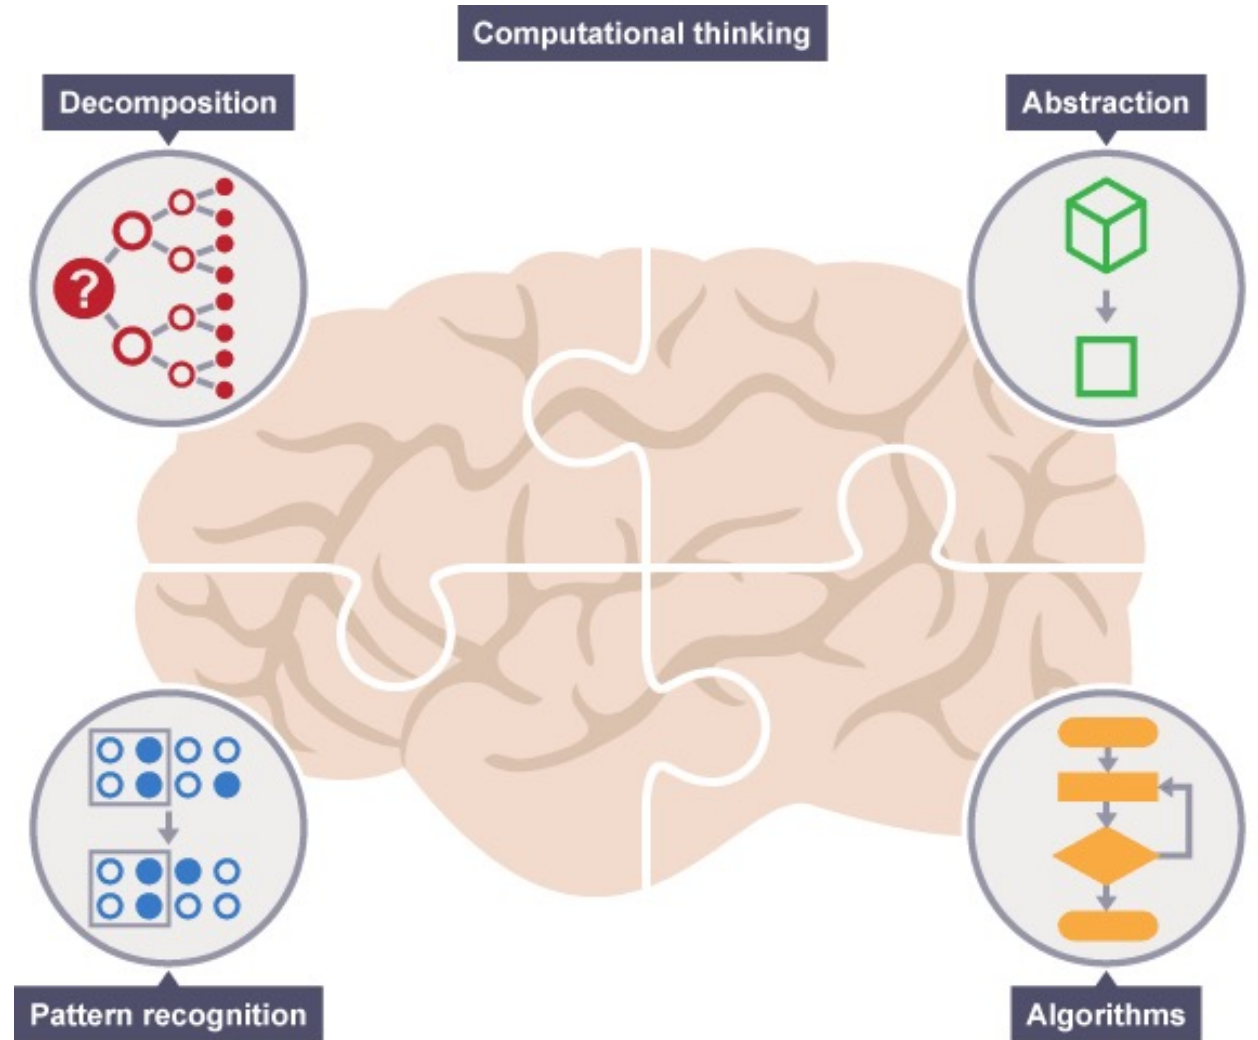 Computational thinking
Decomposition
Abstraction
?
Pattern recognition
Algorithms